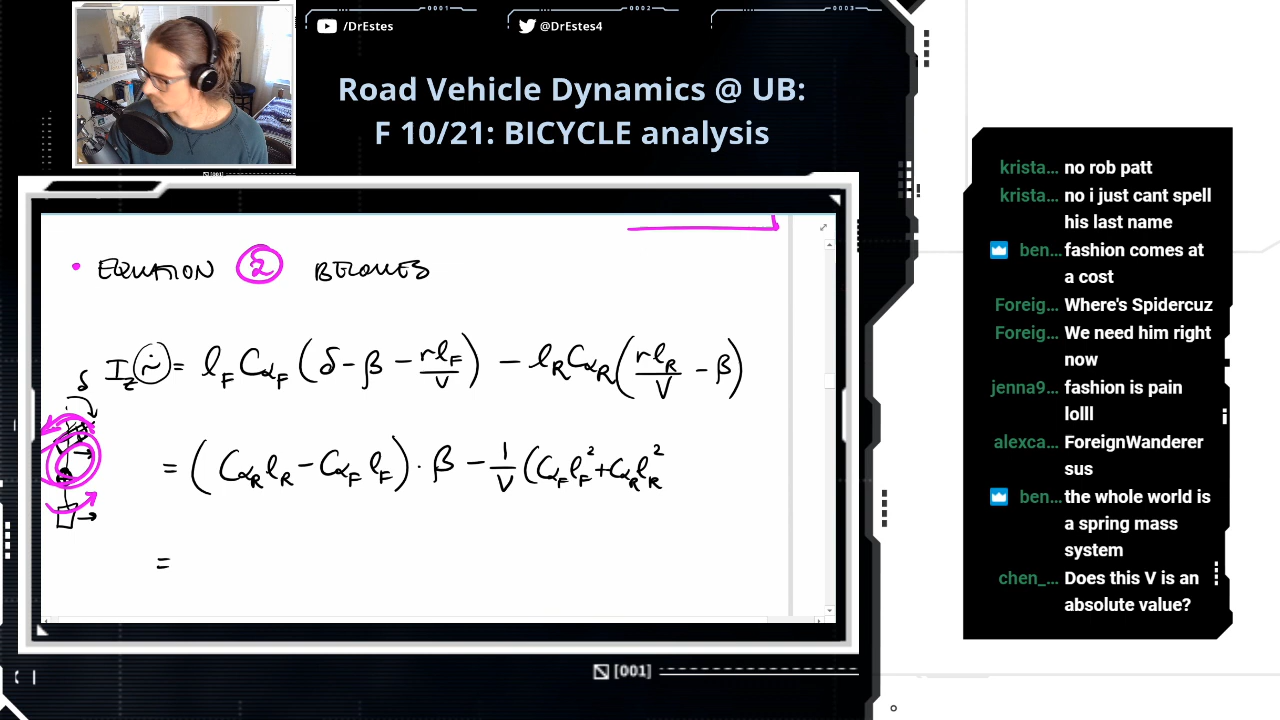 0001 0002 0003
/DrEstes @DrEstes4
Road Vehicle Dynamics @ UB:
F 10/21: BICYCLE analysis
[001]
• EQUATION ② BECOMES
I_z ṙ = l_F C_αF (δ - β - r l_F / V) - l_R C_αR (r l_R / V - β)
δ
= (C_αR l_R - C_αF l_F) · β - 1/V (C_αF l_F² + C_αR l_R²
=
[001]
krista... no rob patt
krista... no i just cant spell
his last name
ben... fashion comes at
a cost
Foreig... Where's Spidercuz
Foreig... We need him right
now
jenna9... fashion is pain
lolll
alexca... ForeignWanderer
sus
ben... the whole world is
a spring mass
system
chen_... Does this V is an
absolute value?